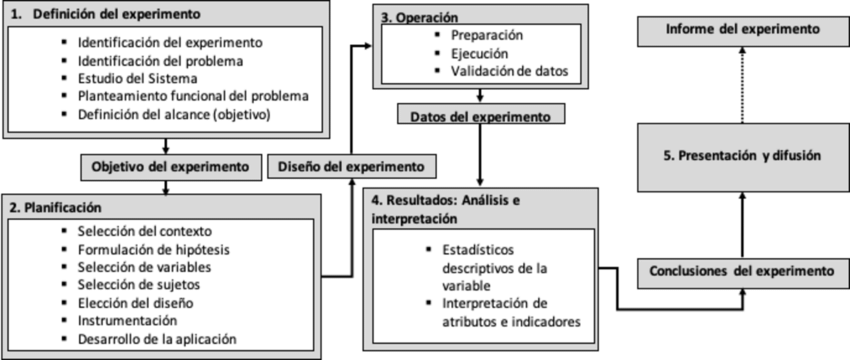 1. Definición del experimento
▪ Identificación del experimento
▪ Identificación del problema
▪ Estudio del Sistema
▪ Planteamiento funcional del problema
▪ Definición del alcance (objetivo)
Objetivo del experimento
2. Planificación
▪ Selección del contexto
▪ Formulación de hipótesis
▪ Selección de variables
▪ Selección de sujetos
▪ Elección del diseño
▪ Instrumentación
▪ Desarrollo de la aplicación
Diseño del experimento
3. Operación
▪ Preparación
▪ Ejecución
▪ Validación de datos
Datos del experimento
4. Resultados: Análisis e
interpretación
▪ Estadísticos
descriptivos de la
variable
▪ Interpretación de
atributos e indicadores
Conclusiones del experimento
5. Presentación y difusión
Informe del experimento